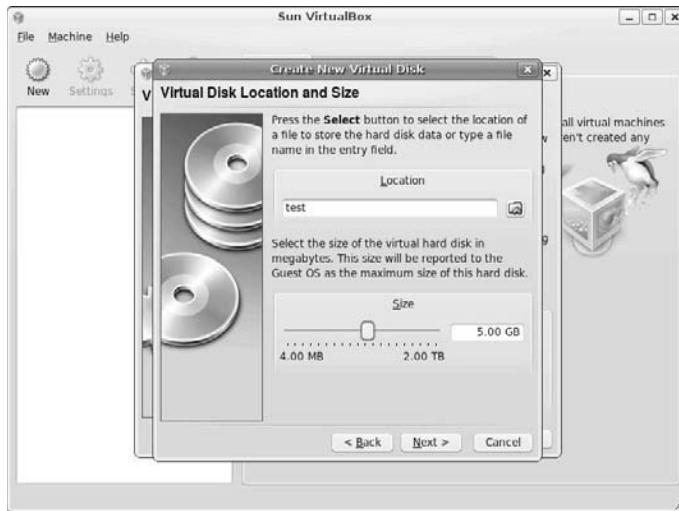 Sun VirtualBox
File Machine Help
New Settings
Create New Virtual Disk
Virtual Disk Location and Size
Press the Select button to select the location of
a file to store the hard disk data or type a file
name in the entry field.
Location
test
Select the size of the virtual hard disk in
megabytes. This size will be reported to the
Guest OS as the maximum size of this hard disk.
Size
5.00 GB
4.00 MB 2.00 TB
< Back Next > Cancel
all virtual machines
en't created any